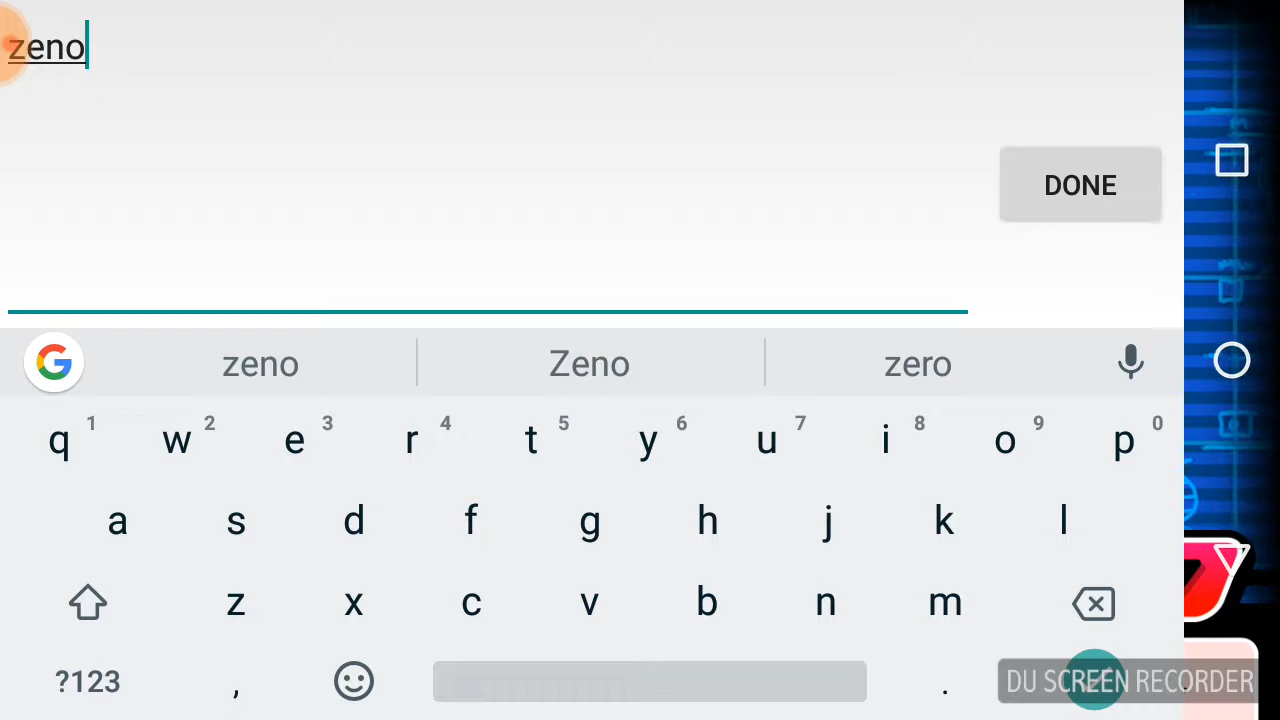 zeno
DONE
zeno Zeno zero
q 1 w 2 e 3 r 4 t 5 y 6 u 7 i 8 o 9 p 0
a s d f g h j k l
z x c v b n m
?123 , . DU SCREEN RECORDER